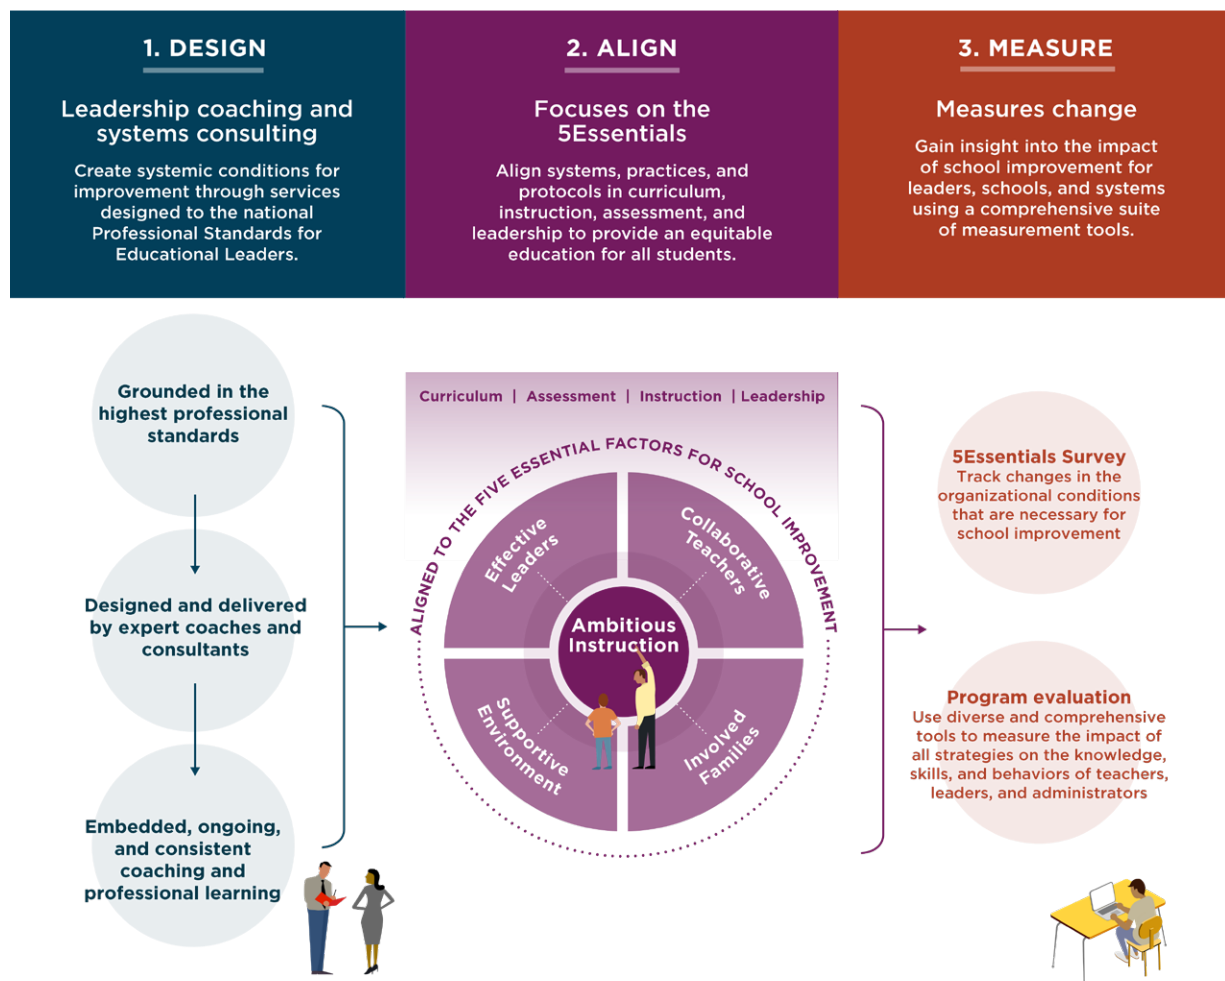 1. DESIGN
Leadership coaching and
systems consulting
Create systemic conditions for
improvement through services
designed to the national
Professional Standards for
Educational Leaders.
2. ALIGN
Focuses on the
5Essentials
Align systems, practices, and
protocols in curriculum,
instruction, assessment, and
leadership to provide an equitable
education for all students.
3. MEASURE
Measures change
Gain insight into the impact
of school improvement for
leaders, schools, and systems
using a comprehensive suite
of measurement tools.
Grounded in the
highest professional
standards
Designed and delivered
by expert coaches and
consultants
Embedded, ongoing,
and consistent
coaching and
professional learning
Curriculum | Assessment | Instruction | Leadership
ALIGNED TO THE FIVE ESSENTIAL FACTORS FOR SCHOOL IMPROVEMENT
Effective
Leaders
Collaborative
Teachers
Ambitious
Instruction
Supportive
Environment
Involved
Families
5Essentials Survey
Track changes in the
organizational conditions
that are necessary for
school improvement
Program evaluation
Use diverse and comprehensive
tools to measure the impact of
all strategies on the knowledge,
skills, and behaviors of teachers,
leaders, and administrators